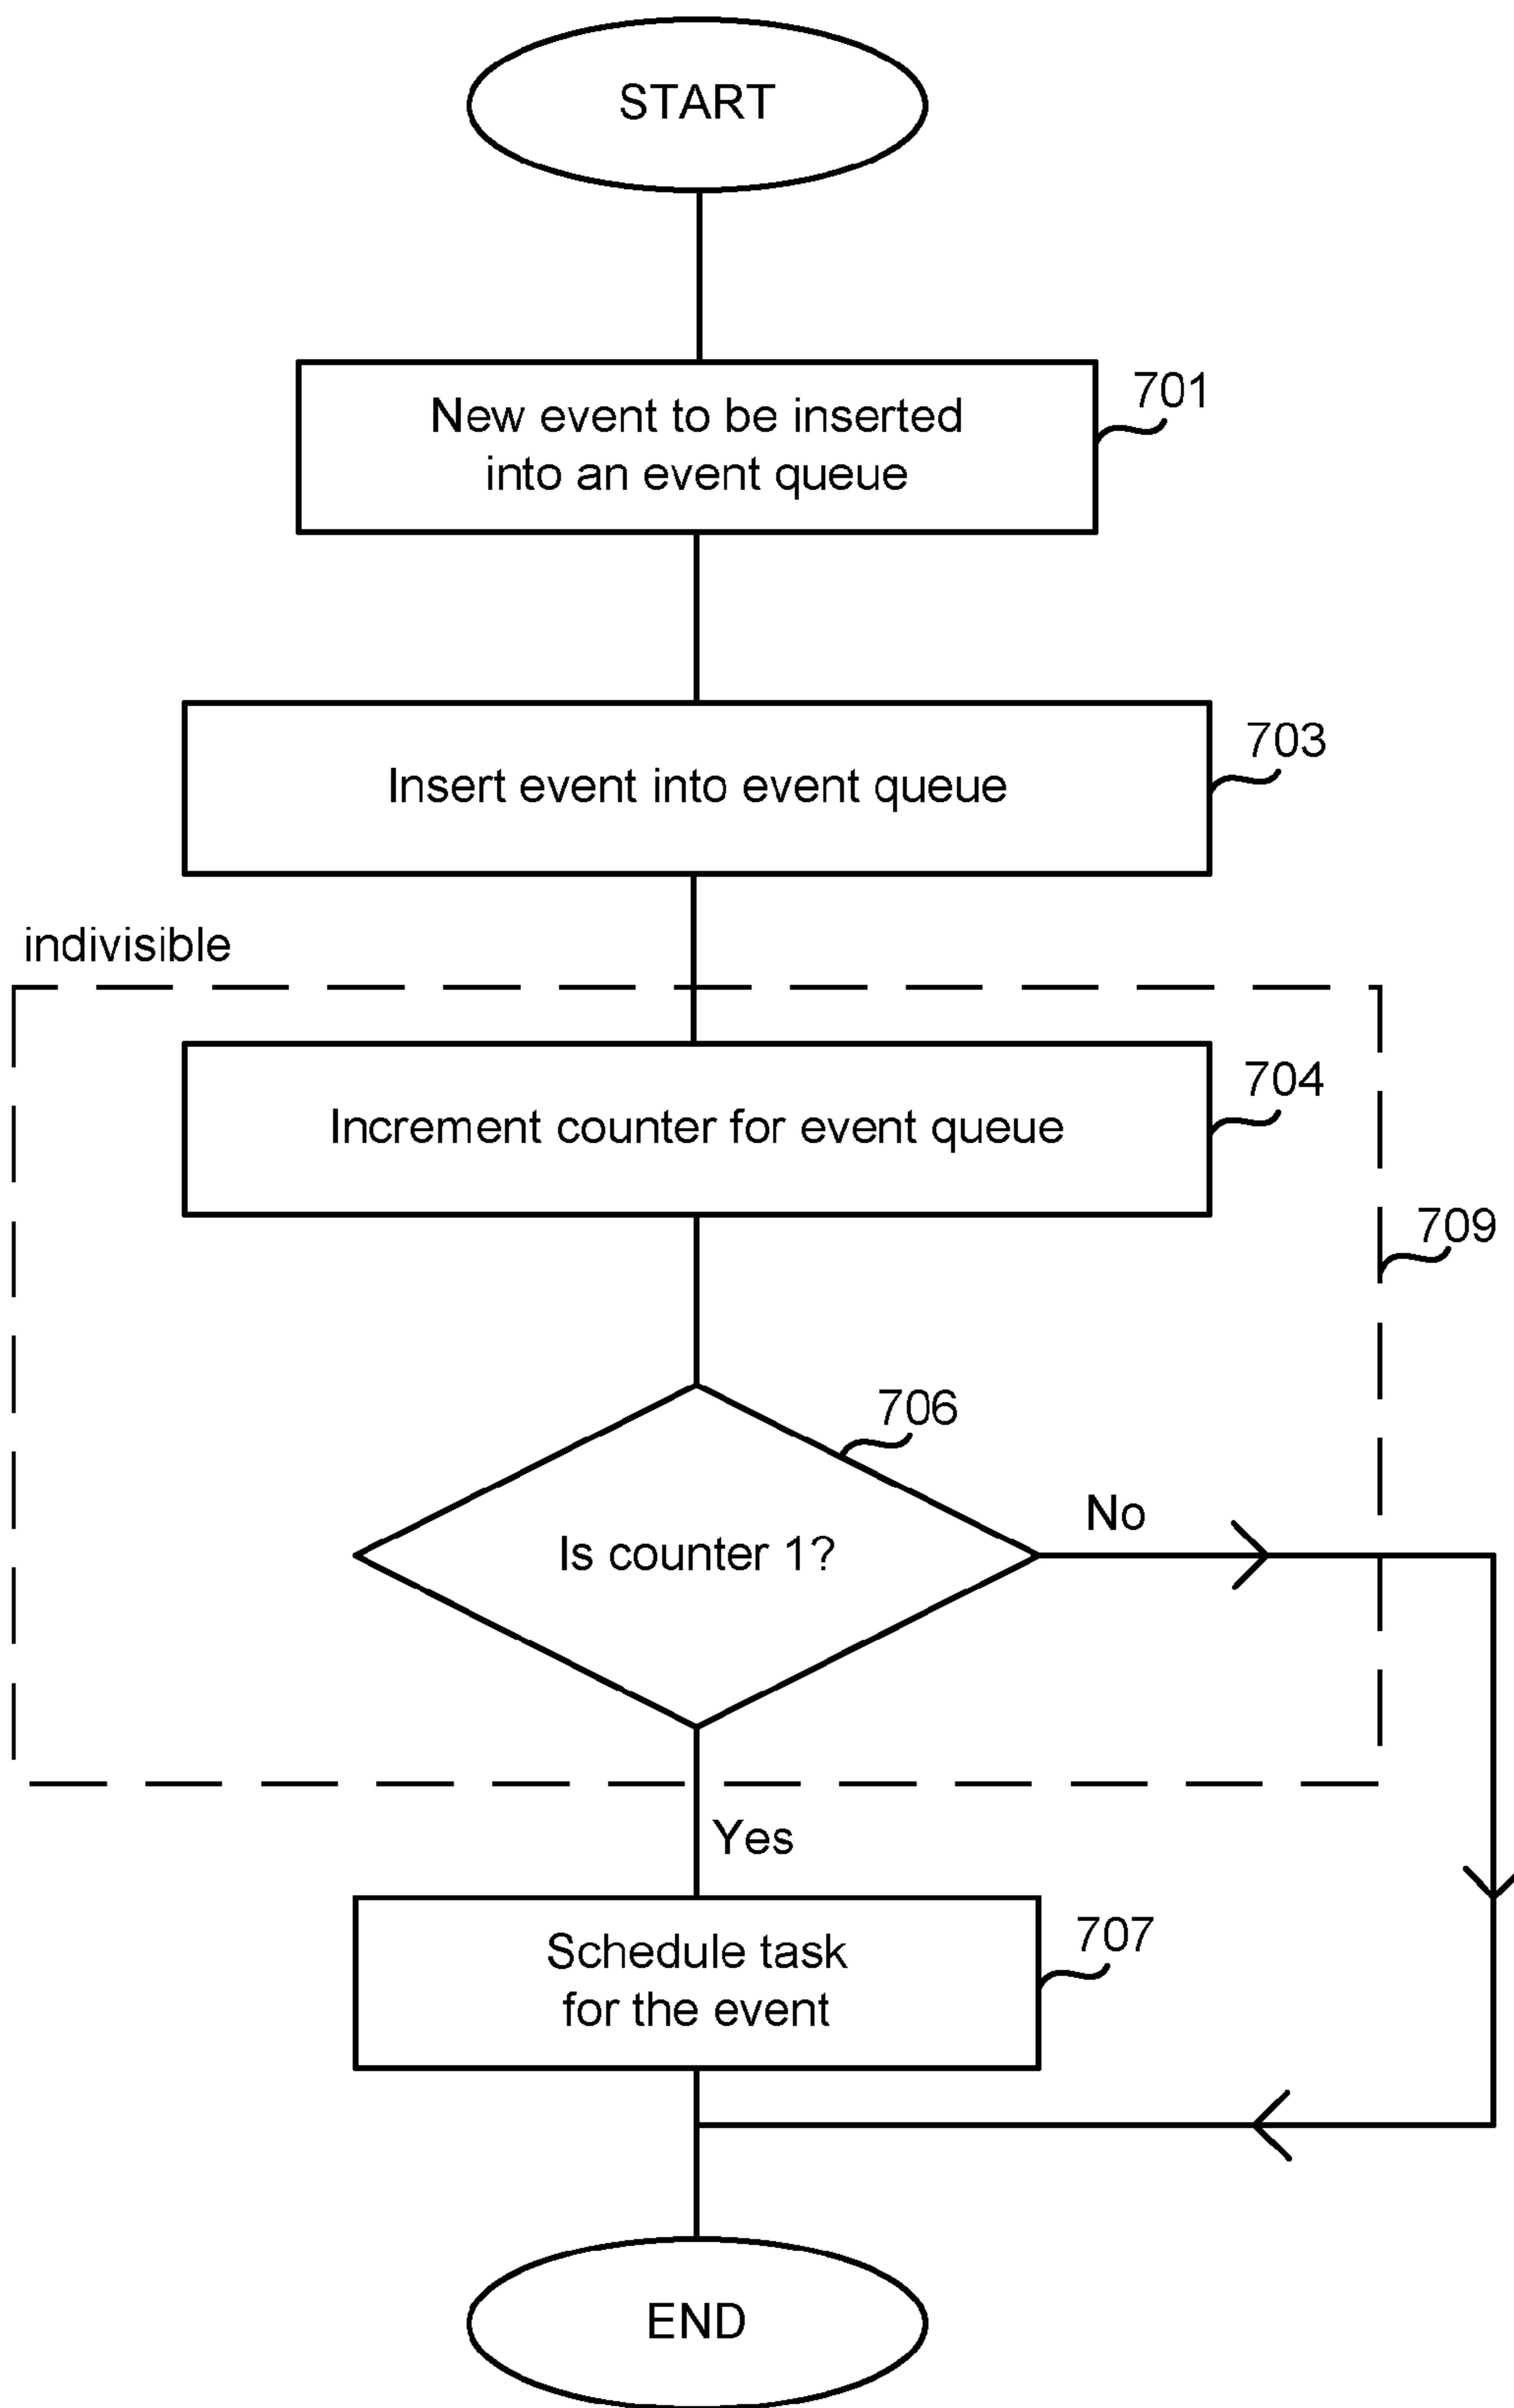 START
New event to be inserted
into an event queue
701
Insert event into event queue
703
indivisible
Increment counter for event queue
704
709
706
Is counter 1?
No
Yes
Schedule task
for the event
707
END